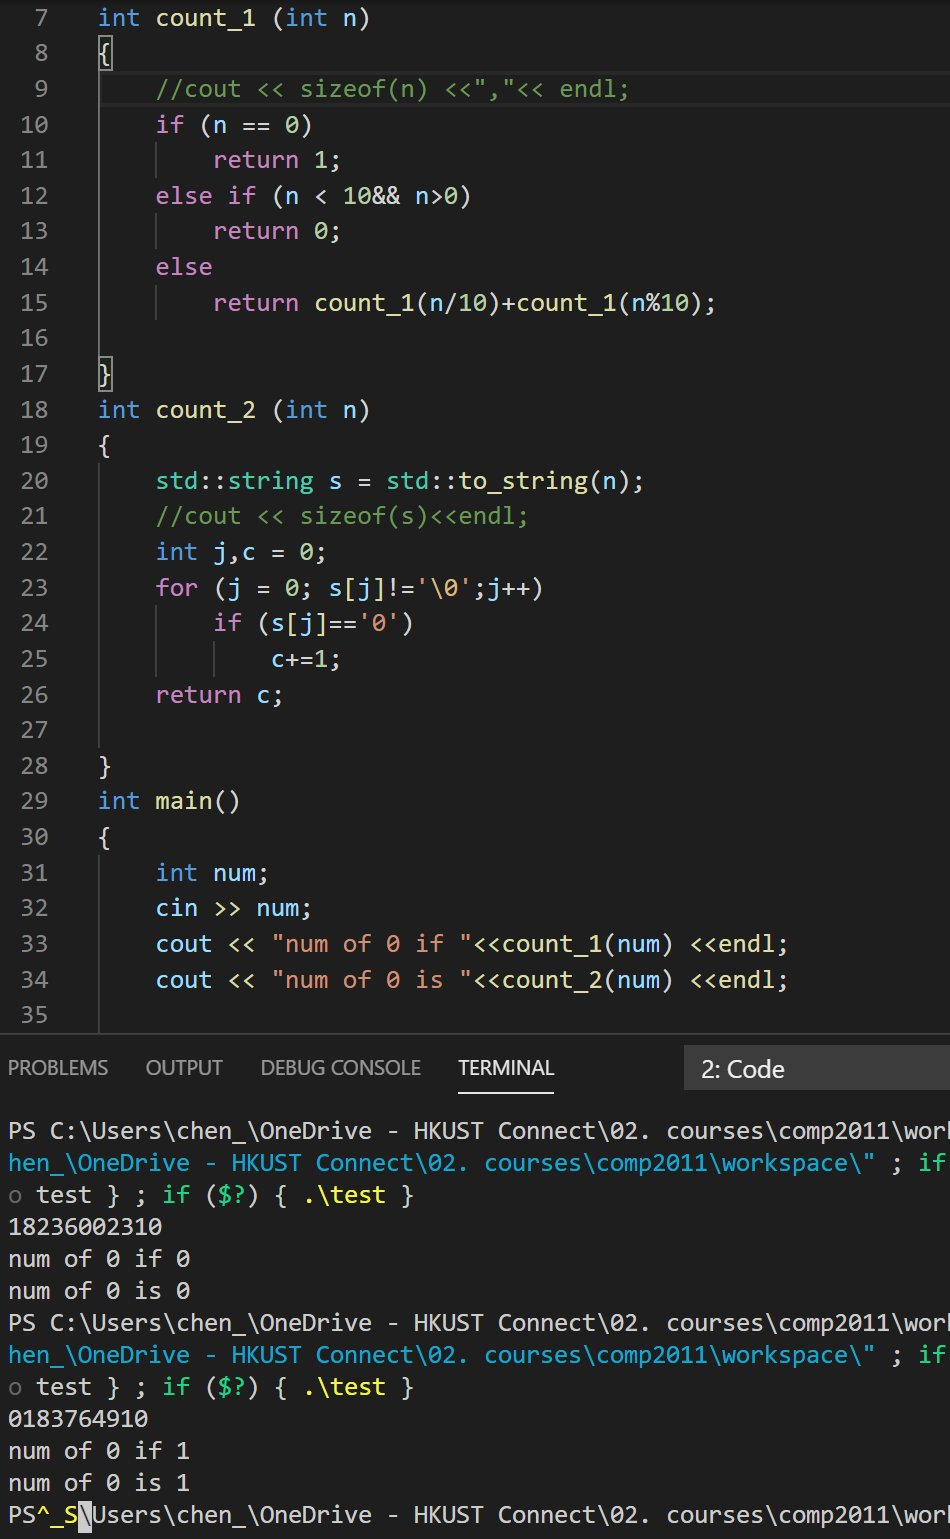 7 int count_1 (int n)
8 {
9 //cout << sizeof(n) <<","<< endl;
10 if (n == 0)
11 return 1;
12 else if (n < 10&& n>0)
13 return 0;
14 else
15 return count_1(n/10)+count_1(n%10);
16
17 }
18 int count_2 (int n)
19 {
20 std::string s = std::to_string(n);
21 //cout << sizeof(s)<<endl;
22 int j,c = 0;
23 for (j = 0; s[j]!='\0';j++)
24 if (s[j]=='0')
25 c+=1;
26 return c;
27
28 }
29 int main()
30 {
31 int num;
32 cin >> num;
33 cout << "num of 0 if "<<count_1(num) <<endl;
34 cout << "num of 0 is "<<count_2(num) <<endl;
35
PROBLEMS OUTPUT DEBUG CONSOLE TERMINAL 2: Code
PS C:\Users\chen_\OneDrive - HKUST Connect\02. courses\comp2011\work
hen_\OneDrive - HKUST Connect\02. courses\comp2011\workspace\" ; if
o test } ; if ($?) { .\test }
18236002310
num of 0 if 0
num of 0 is 0
PS C:\Users\chen_\OneDrive - HKUST Connect\02. courses\comp2011\work
hen_\OneDrive - HKUST Connect\02. courses\comp2011\workspace\" ; if
o test } ; if ($?) { .\test }
0183764910
num of 0 if 1
num of 0 is 1
PS^_S\Users\chen_\OneDrive - HKUST Connect\02. courses\comp2011\work